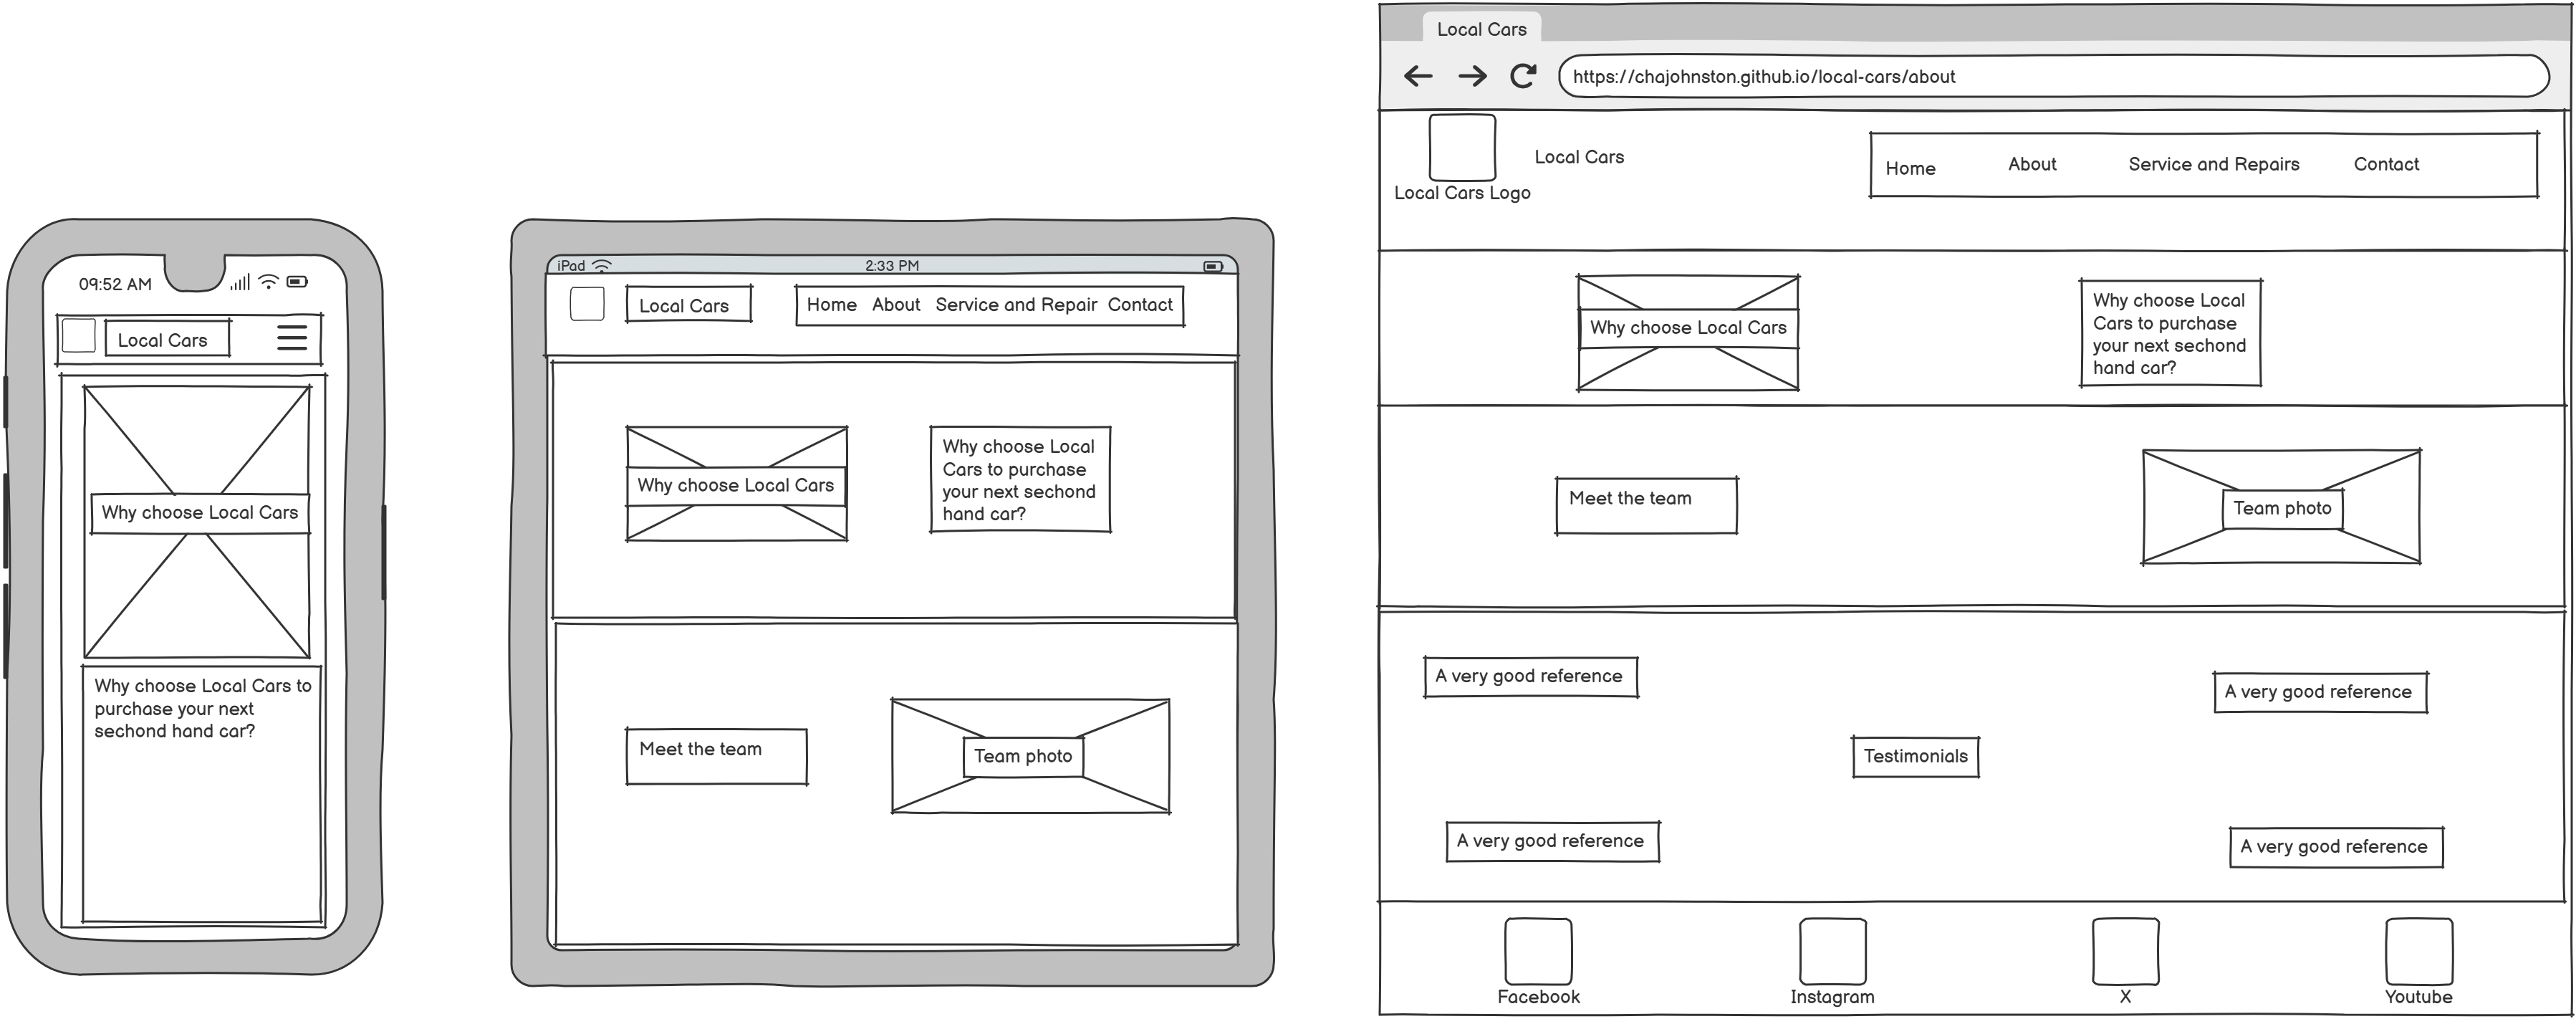 09:52 AM
Local Cars
Why choose Local Cars
Why choose Local Cars to
purchase your next
sechond hand car?
iPad
2:33 PM
Local Cars
Home About Service and Repair Contact
Why choose Local Cars
Why choose Local
Cars to purchase
your next sechond
hand car?
Meet the team
Team photo
Local Cars
https://chajohnston.github.io/local-cars/about
Local Cars Logo
Local Cars
Home About Service and Repairs Contact
Why choose Local Cars
Why choose Local
Cars to purchase
your next sechond
hand car?
Meet the team
Team photo
A very good reference
A very good reference
Testimonials
A very good reference
A very good reference
Facebook
Instagram
X
Youtube